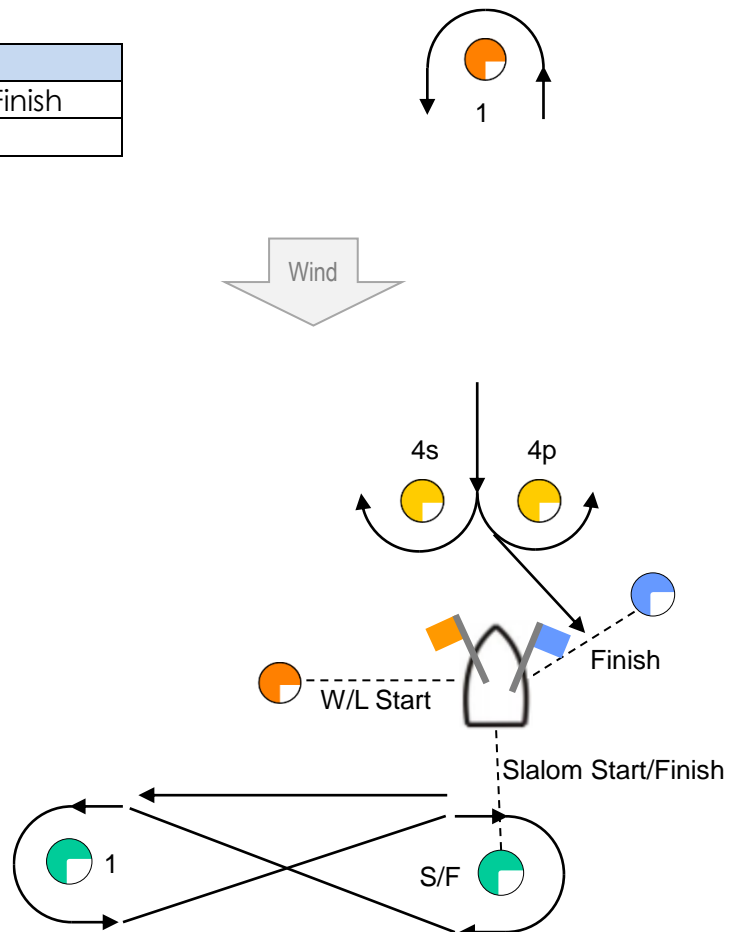 Finish
1
Wind
4s 4p
Finish
W/L Start
Slalom Start/Finish
1
S/F